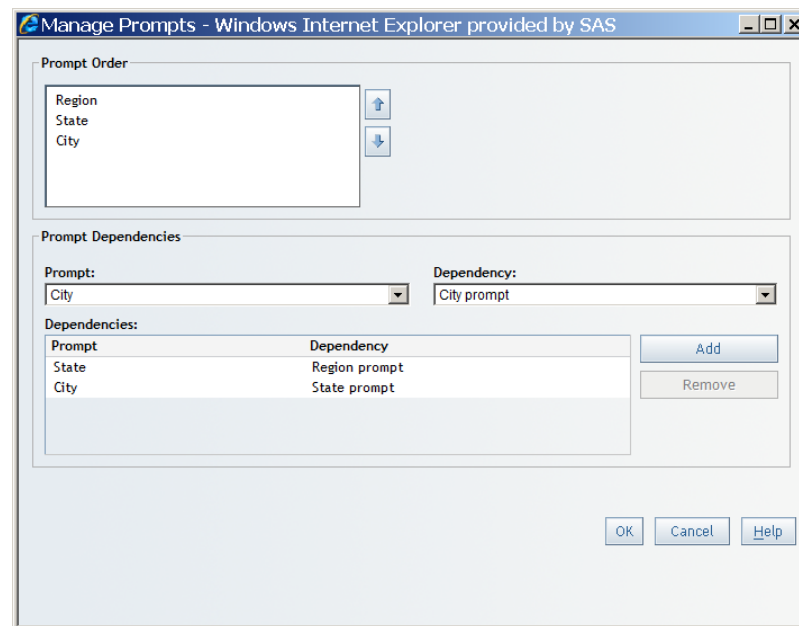 Manage Prompts - Windows Internet Explorer provided by SAS
Prompt Order
Region
State
City
Prompt Dependencies
Prompt: Dependency:
City City prompt
Dependencies:
Prompt Dependency
Add
State Region prompt
City State prompt
Remove
OK Cancel Help